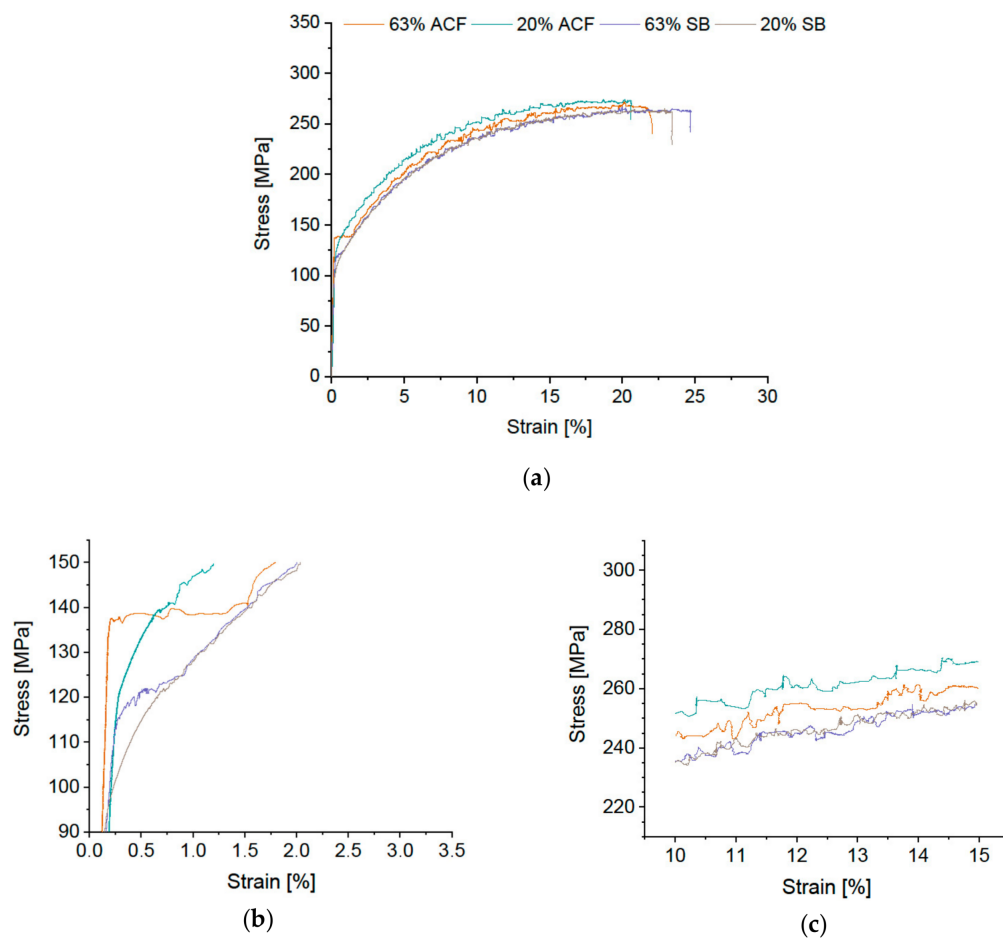 63% ACF 20% ACF 63% SB 20% SB
350
300
250
200
150
100
50
0
Stress [MPa]
0 5 10 15 20 25 30
Strain [%]
(a)
150
140
130
120
110
100
90
Stress [MPa]
0.0 0.5 1.0 1.5 2.0 2.5 3.0 3.5
Strain [%]
(b)
300
280
260
240
220
Stress [MPa]
10 11 12 13 14 15
Strain [%]
(c)